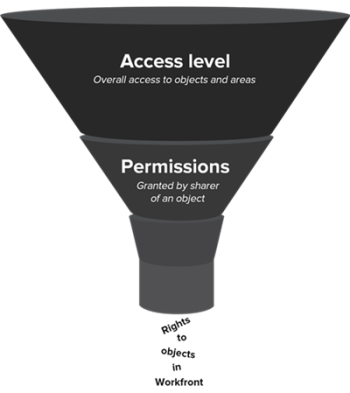 Access level
Overall access to objects and areas
Permissions
Granted by sharer
of an object
Rights
to
objects
in
Workfront